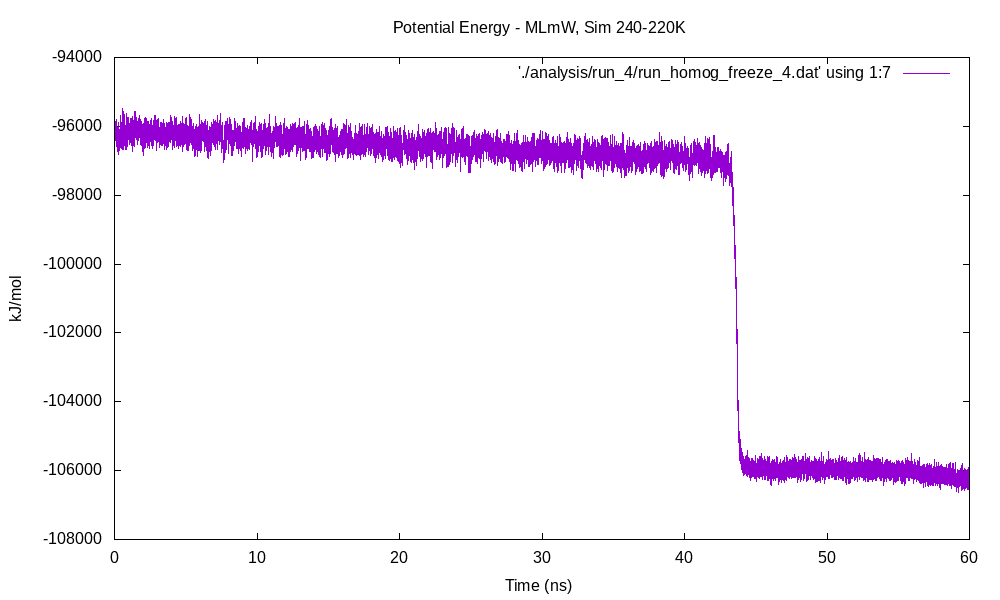 Potential Energy - MLmW, Sim 240-220K
'./analysis/run_4/run_homog_freeze_4.dat' using 1:7
-94000
-96000
-98000
-100000
-102000
-104000
-106000
-108000
kJ/mol
0 10 20 30 40 50 60
Time (ns)